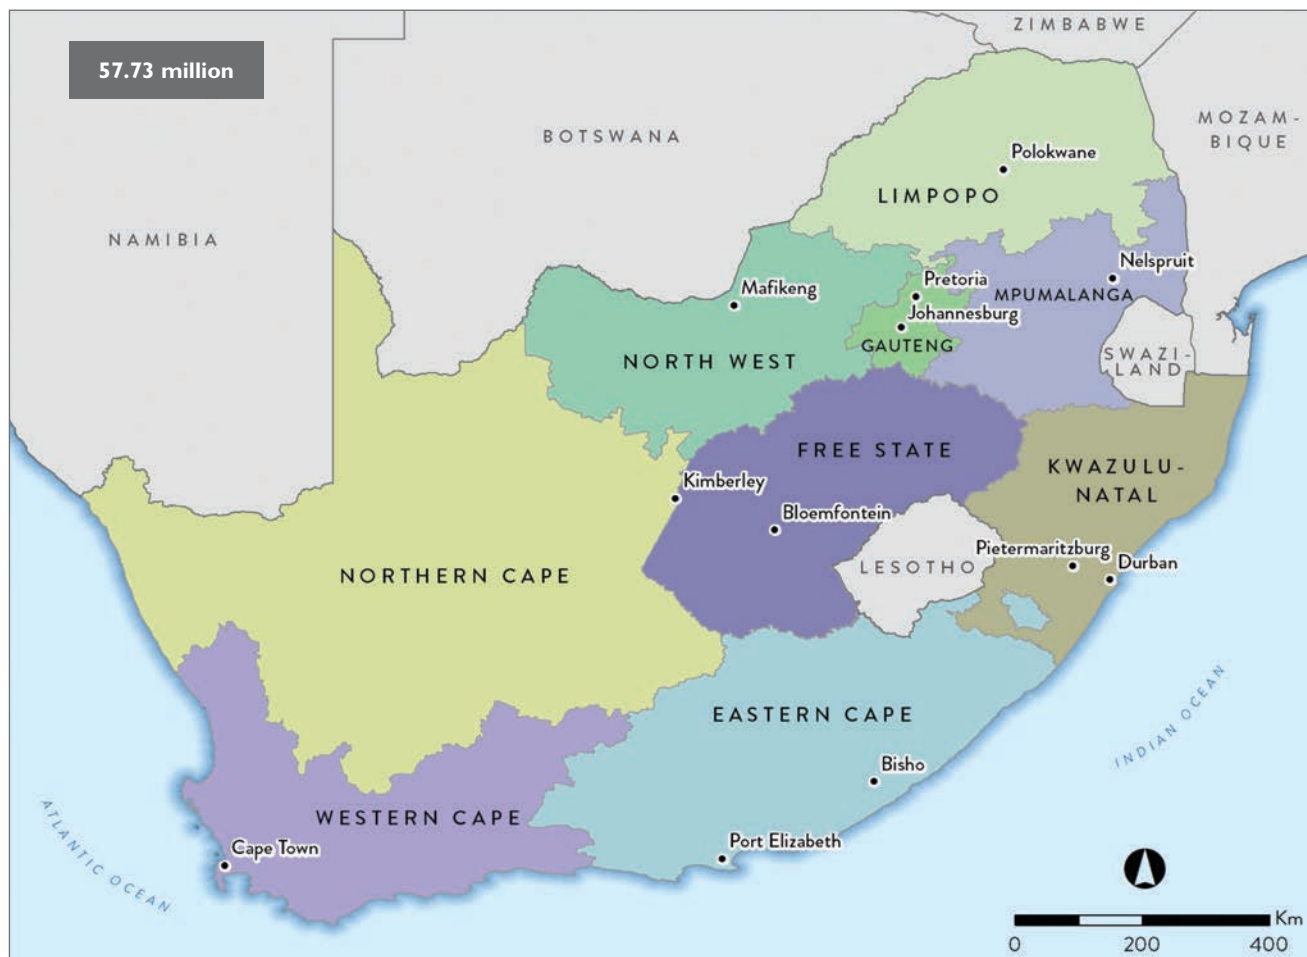 57.73 million
ZIMBABWE
BOTSWANA
MOZAM-
BIQUE
Polokwane
LIMPOPO
NAMIBIA
Nelspruit
Pretoria
Mafikeng
MPUMALANGA
Johannesburg
GAUTENG
SWAZI-
LAND
NORTH WEST
FREE STATE
KWAZULU-
NATAL
Kimberley
Bloemfontein
Pietermaritzburg
Durban
LESOTHO
NORTHERN CAPE
EASTERN CAPE
INDIAN OCEAN
Bisho
WESTERN CAPE
Port Elizabeth
Cape Town
ATLANTIC OCEAN
Km
0 200 400